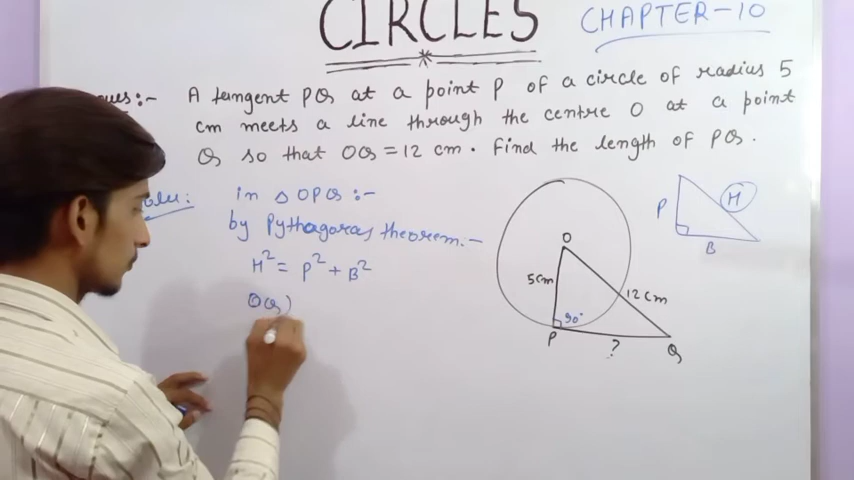 CIRCLES
CHAPTER-10
Ques:- A tangent PQ at a point P of a circle of radius 5
cm meets a line through the centre O at a point
Q so that OQ = 12 cm. Find the length of PQ.
in △ OPQ :-
by Pythagoras theorem:-
H² = P² + B²
OQ)
P
H
B
O
5cm
12cm
90°
P
?
Q